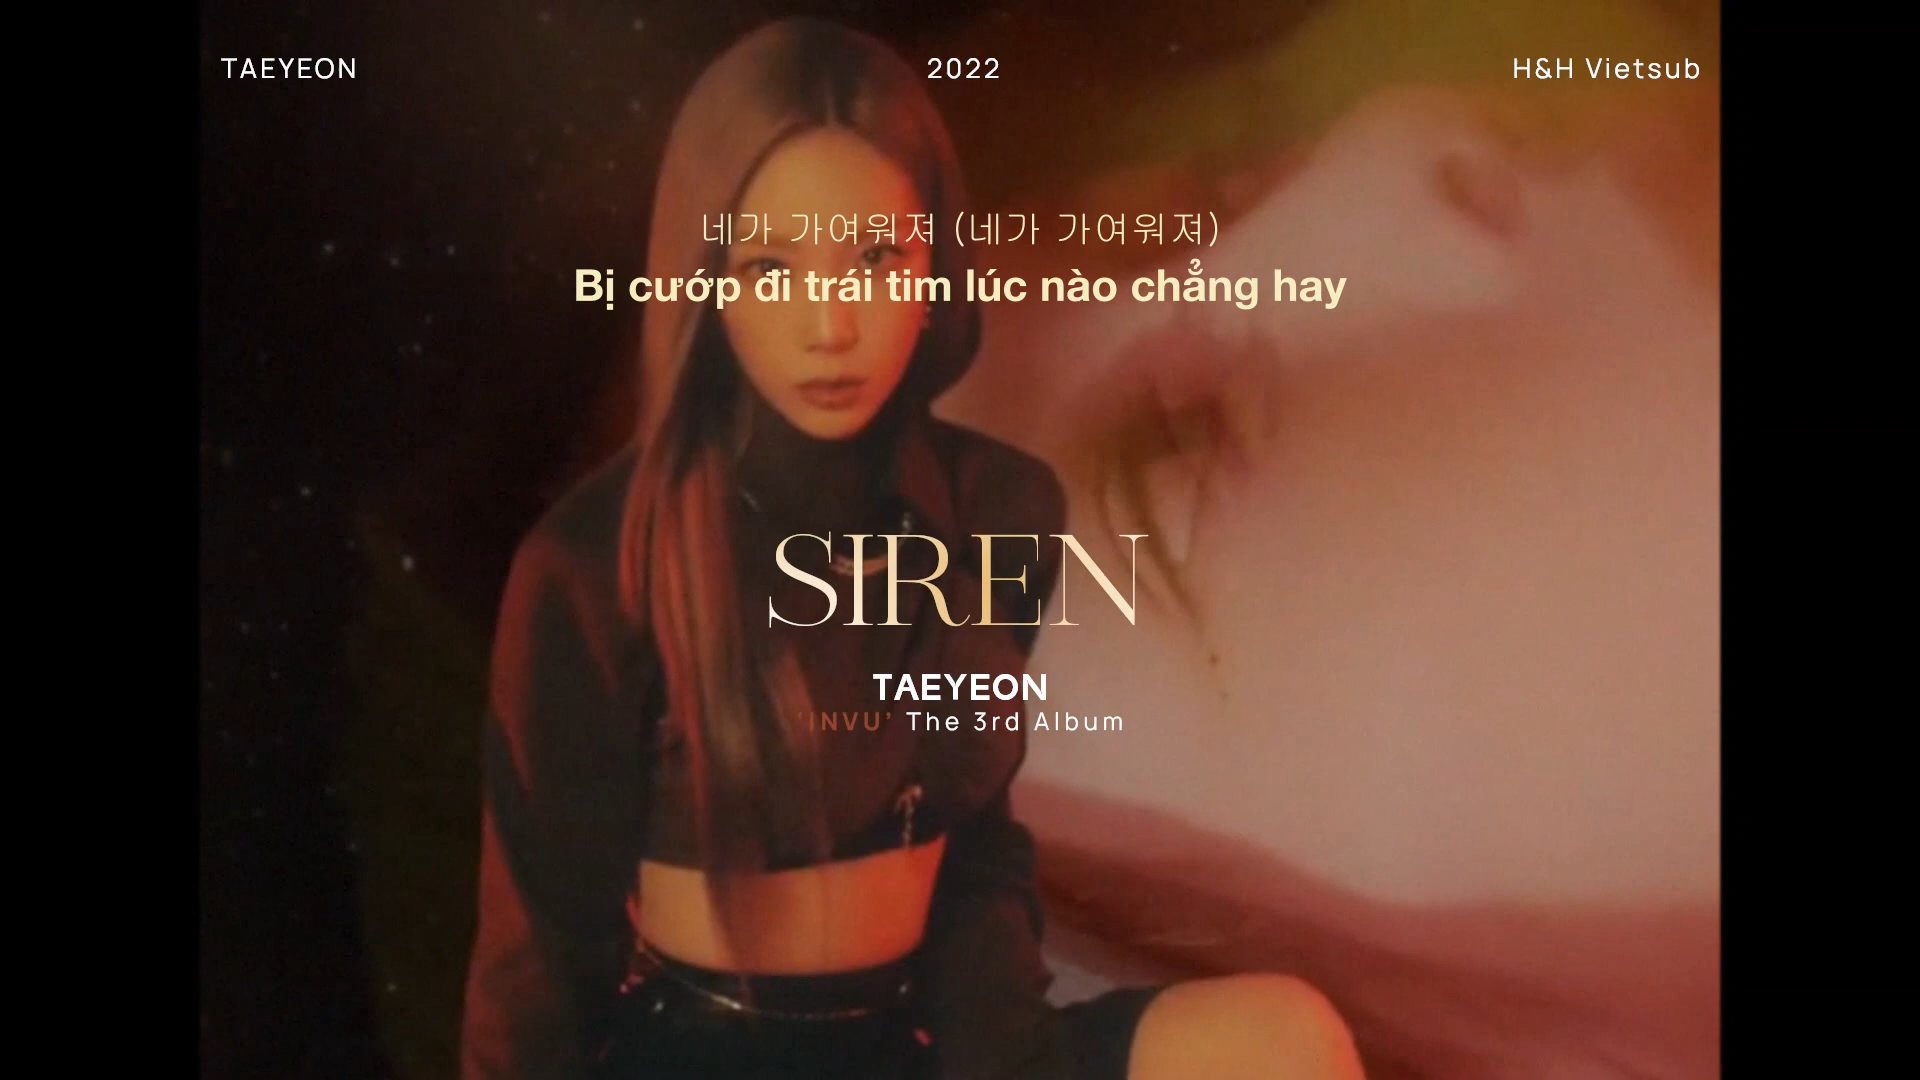 TAEYEON
2022
H&H Vietsub
네가 가여워져 (네가 가여워져)
Bị cướp đi trái tim lúc nào chẳng hay
SIREN
TAEYEON
'INVU' The 3rd Album